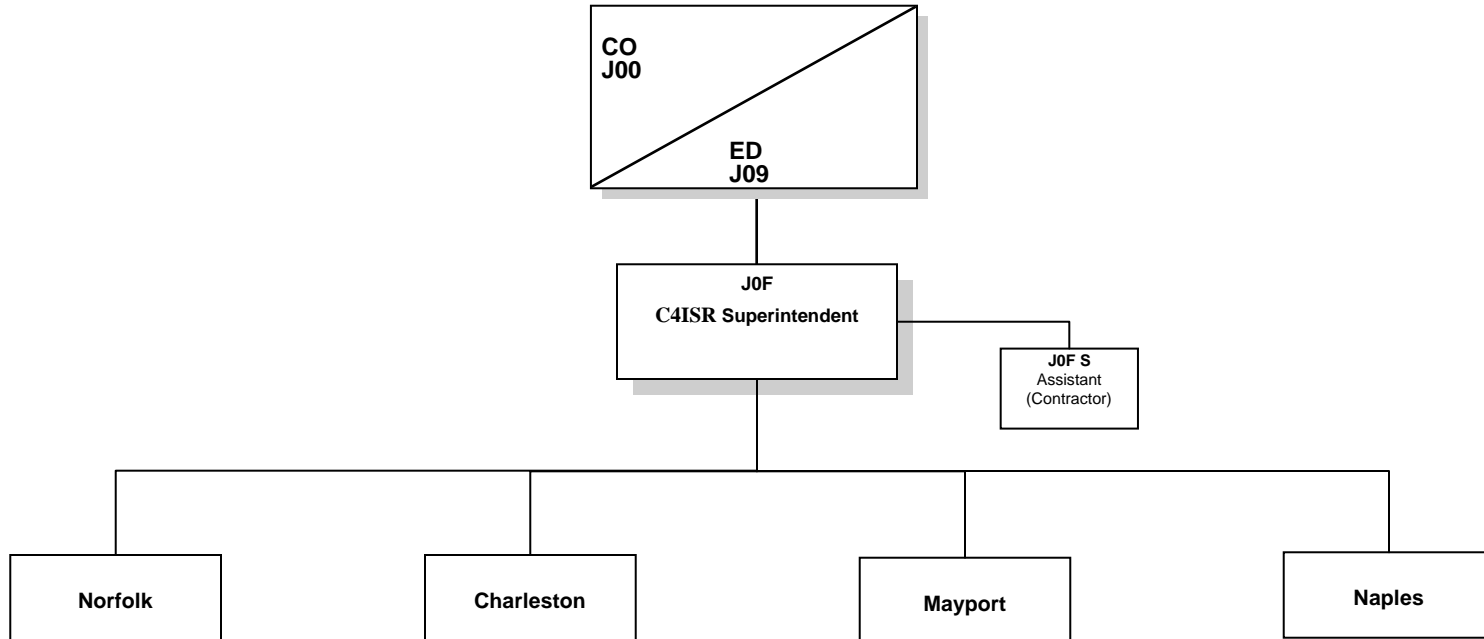 CO
J00
ED
J09
J0F
C4ISR Superintendent
J0F S
Assistant
(Contractor)
Norfolk
Charleston
Mayport
Naples